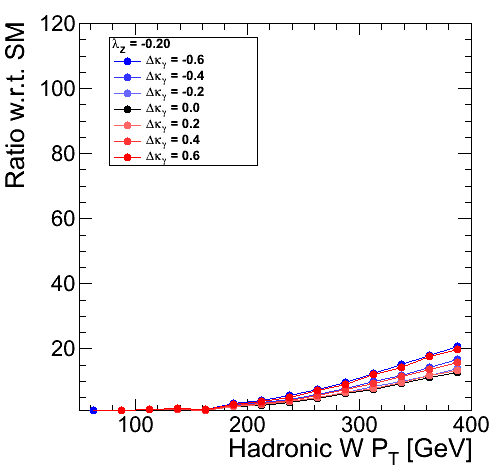 Ratio w.r.t. SM
120
100
80
60
40
20
λZ = -0.20
Δκγ = -0.6
Δκγ = -0.4
Δκγ = -0.2
Δκγ = 0.0
Δκγ = 0.2
Δκγ = 0.4
Δκγ = 0.6
100 200 300 400
Hadronic W PT [GeV]